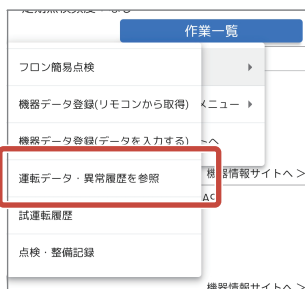 作業一覧
フロン簡易点検
機器データ登録(リモコンから取得)
メニュー
機器データ登録(データを入力する)
へ
運転データ・異常履歴を参照
機器情報サイトへ >
試運転履歴
点検・整備記録
機器情報サイトへ >